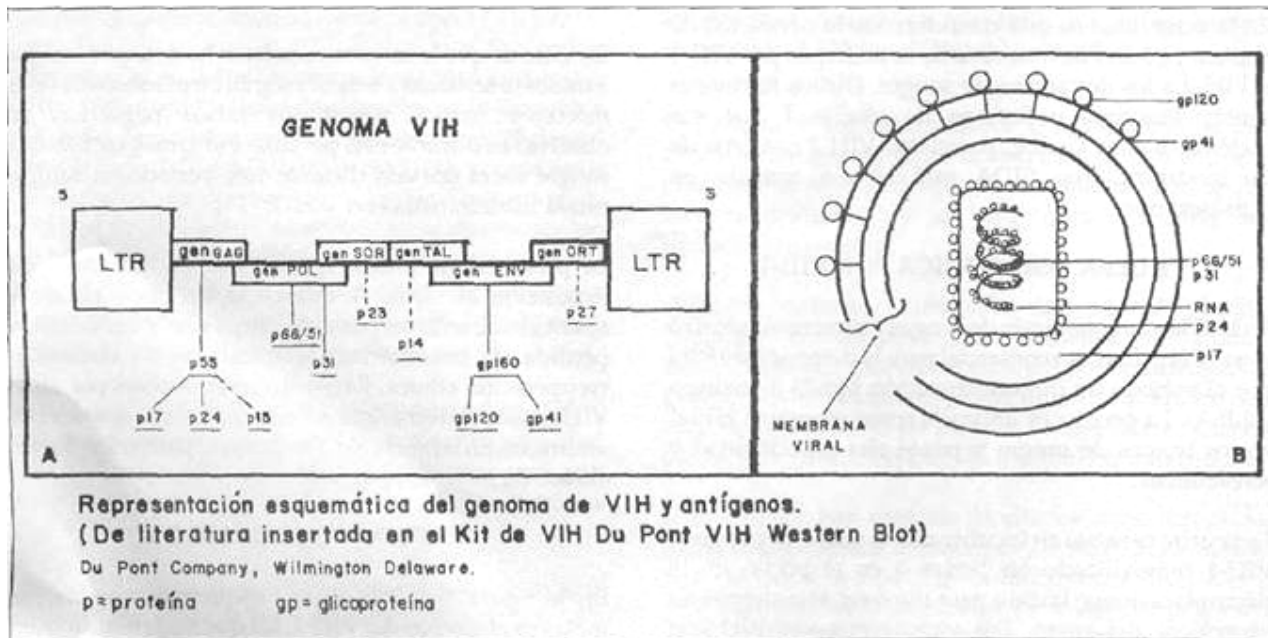 GENOMA VIH
5'
3'
LTR
gen GAG
gen POL
gen SOR
gen TAL
gen ENV
gen ORT
LTR
p23
p27
p66/51
p14
p55
p31
gp160
p17
p24
p18
gp120
gp41
A
gp120
gp41
p66/51
p31
RNA
p24
p17
MEMBRANA
VIRAL
B
Representación esquemática del genoma de VIH y antígenos.
(De literatura insertada en el Kit de VIH Du Pont VIH Western Blot)
Du Pont Company, Wilmington Delaware.
p = proteína gp = glicoproteína